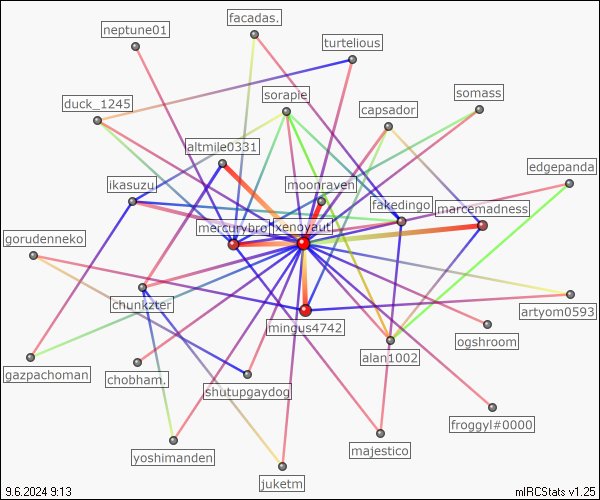 facadas.
neptune01
turtelious
sorapie
somass
duck_1245
capsador
altmile0331
edgepanda
ikasuzu
moonraven
fakedingo
marcemadness
mercurybro
xenoyaut
gorudenneko
chunkzter
artyom0593
mingus4742
ogshroom
alan1002
gazpachoman
chobham.
shutupgaydog
froggyl#0000
yoshimanden
majestico
juketm
9.6.2024 9:13
mIRCStats v1.25